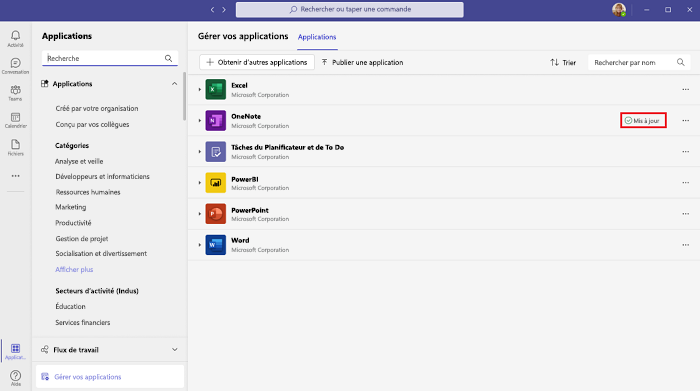 Rechercher ou taper une commande
Activité
Conversation
Teams
Calendrier
Fichiers
Applicat...
Aide
Applications
Recherche
Applications
Créé par votre organisation
Conçu par vos collègues
Catégories
Analyse et veille
Développeurs et informaticiens
Ressources humaines
Marketing
Productivité
Gestion de projet
Socialisation et divertissement
Afficher plus
Secteurs d'activité (Indus)
Éducation
Services financiers
Flux de travail
Gérer vos applications
Gérer vos applications Applications
Obtenir d'autres applications Publier une application Trier Rechercher par nom
Excel
Microsoft Corporation
OneNote
Microsoft Corporation
Mis à jour
Tâches du Planificateur et de To Do
Microsoft Corporation
PowerBI
Microsoft Corporation
PowerPoint
Microsoft Corporation
Word
Microsoft Corporation